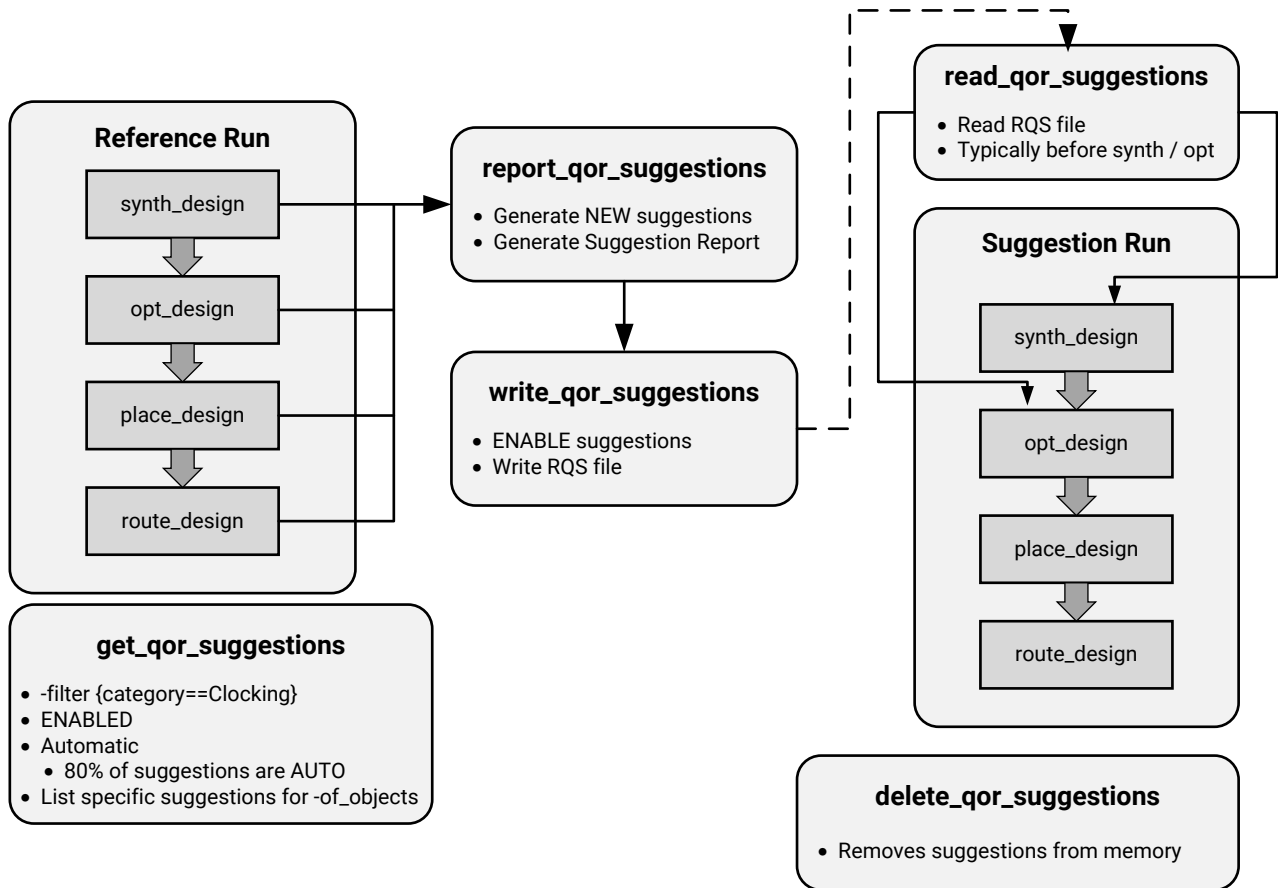 Reference Run
synth_design
opt_design
place_design
route_design
get_qor_suggestions
• -filter {category==Clocking}
• ENABLED
• Automatic
• 80% of suggestions are AUTO
• List specific suggestions for -of_objects
report_qor_suggestions
• Generate NEW suggestions
• Generate Suggestion Report
write_qor_suggestions
• ENABLE suggestions
• Write RQS file
read_qor_suggestions
• Read RQS file
• Typically before synth / opt
Suggestion Run
synth_design
opt_design
place_design
route_design
delete_qor_suggestions
• Removes suggestions from memory